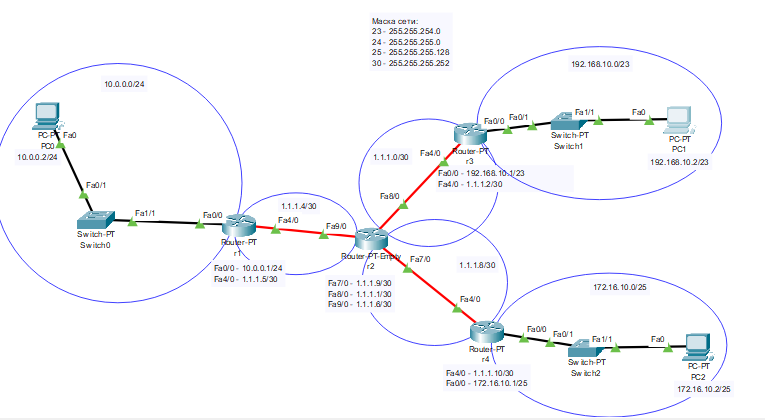 Маска сети:
23 - 255.255.254.0
24 - 255.255.255.0
25 - 255.255.255.128
30 - 255.255.255.252
10.0.0.0/24
PC-PT
PC0
Fa0
10.0.0.2/24
Fa0/1
Switch-PT
Switch0
Fa1/1
Fa0/0
Router-PT
r1
Fa0/0 - 10.0.0.1/24
Fa4/0 - 1.1.1.5/30
1.1.1.4/30
Fa4/0
Fa9/0
Router-PT-Empty
r2
Fa7/0 - 1.1.1.9/30
Fa8/0 - 1.1.1.1/30
Fa9/0 - 1.1.1.6/30
1.1.1.0/30
Fa8/0
Fa4/0
Router-PT
r3
Fa0/0 - 192.168.10.1/23
Fa4/0 - 1.1.1.2/30
192.168.10.0/23
Fa0/0
Fa0/1
Switch-PT
Switch1
Fa1/1
Fa0
PC-PT
PC1
192.168.10.2/23
1.1.1.8/30
Fa7/0
Fa4/0
Router-PT
r4
Fa4/0 - 1.1.1.10/30
Fa0/0 - 172.16.10.1/25
172.16.10.0/25
Fa0/0
Fa0/1
Switch-PT
Switch2
Fa1/1
Fa0
PC-PT
PC2
172.16.10.2/25